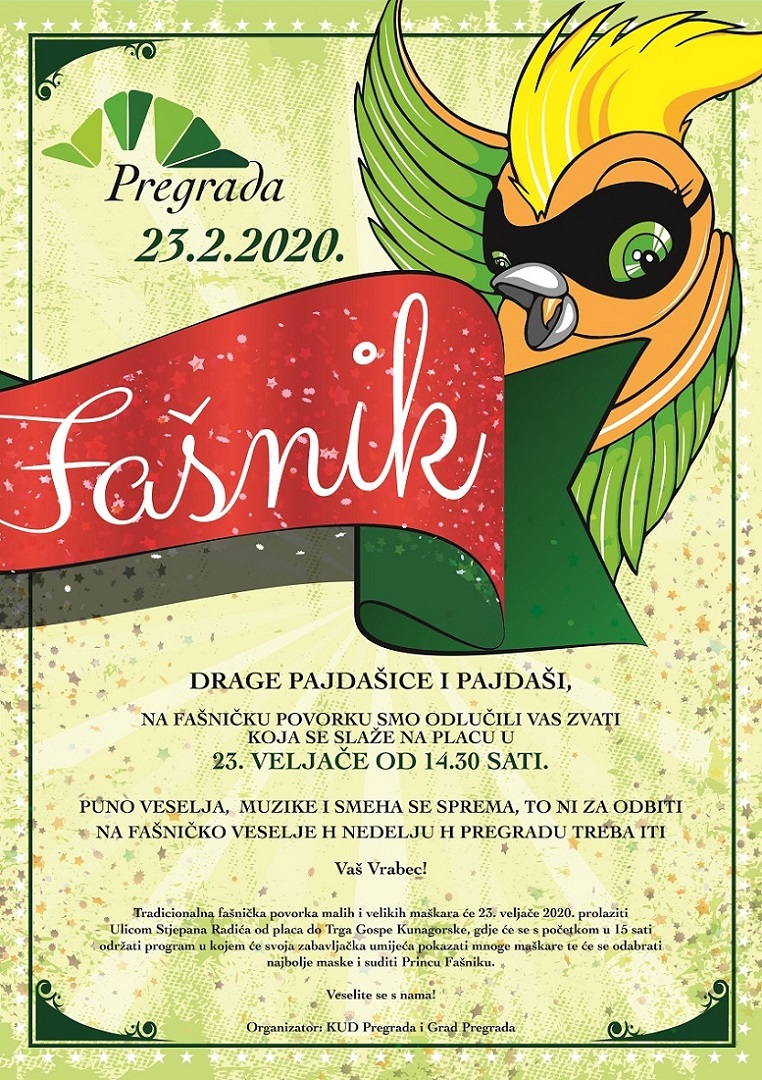 Pregrada
23.2.2020.
Fašnik
DRAGE PAJDAŠICE I PAJDAŠI,
NA FAŠNIČKU POVORKU SMO ODLUČILI VAS ZVATI
KOJA SE SLAŽE NA PLACU U
23. VELJAČE OD 14.30 SATI.
PUNO VESELJA, MUZIKE I SMEHA SE SPREMA, TO NI ZA ODBITI
NA FAŠNIČKO VESELJE H NEDELJU H PREGRADU TREBA ITI
Vaš Vrabec!
Tradicionalna fašnička povorka malih i velikih maškara će 23. veljače 2020. prolaziti
Ulicom Stjepana Radića od placa do Trga Gospe Kunagorske, gdje će se s početkom u 15 sati
održati program u kojem će svoja zabavljačka umijeća pokazati mnoge maškare te će se odabrati
najbolje maske i suditi Princu Fašniku.
Veselite se s nama!
Organizator: KUD Pregrada i Grad Pregrada